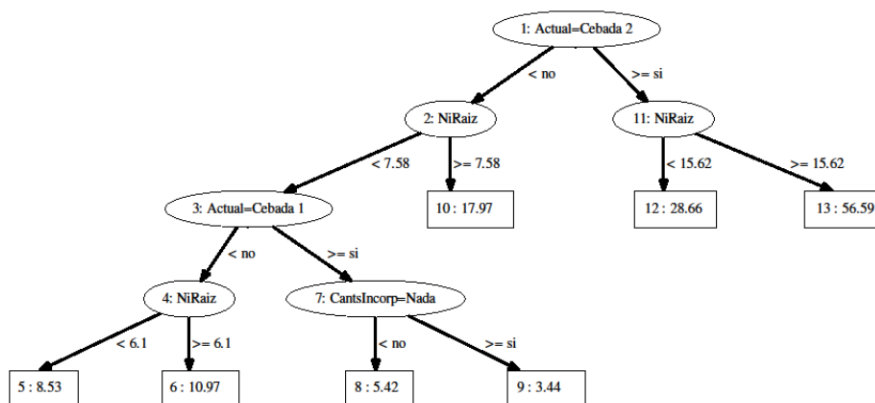 1: Actual=Cebada 2
< no
>= si
2: NiRaiz
11: NiRaiz
< 7.58
>= 7.58
< 15.62
>= 15.62
3: Actual=Cebada 1
10 : 17.97
12 : 28.66
13 : 56.59
< no
>= si
4: NiRaiz
7: CantsIncorp=Nada
< 6.1
>= 6.1
< no
>= si
5 : 8.53
6 : 10.97
8 : 5.42
9 : 3.44